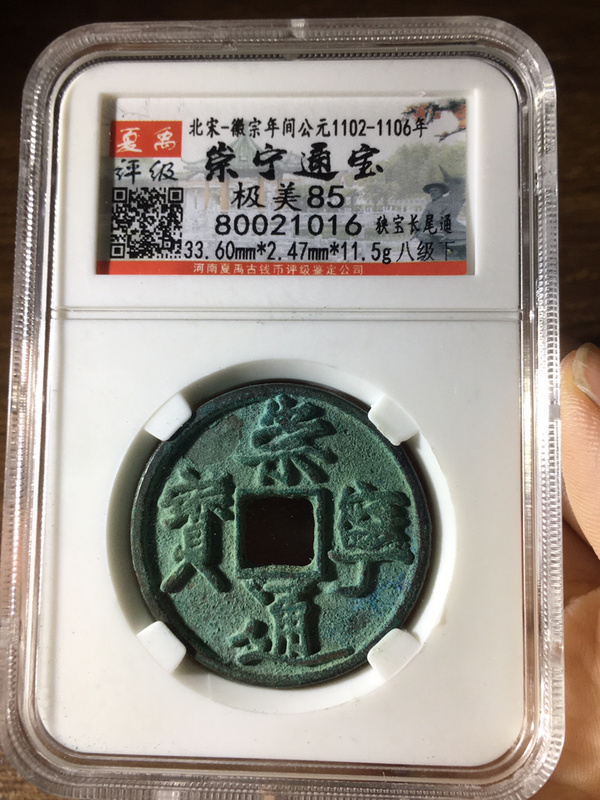 夏禹
评级
北宋-徽宗年间公元1102-1106年
崇宁通宝
极美85
80021016 狭宝长尾通
33.60mm*2.47mm*11.5g 八级下
河南夏禹古钱币评级鉴定公司
崇
寧
通
寳